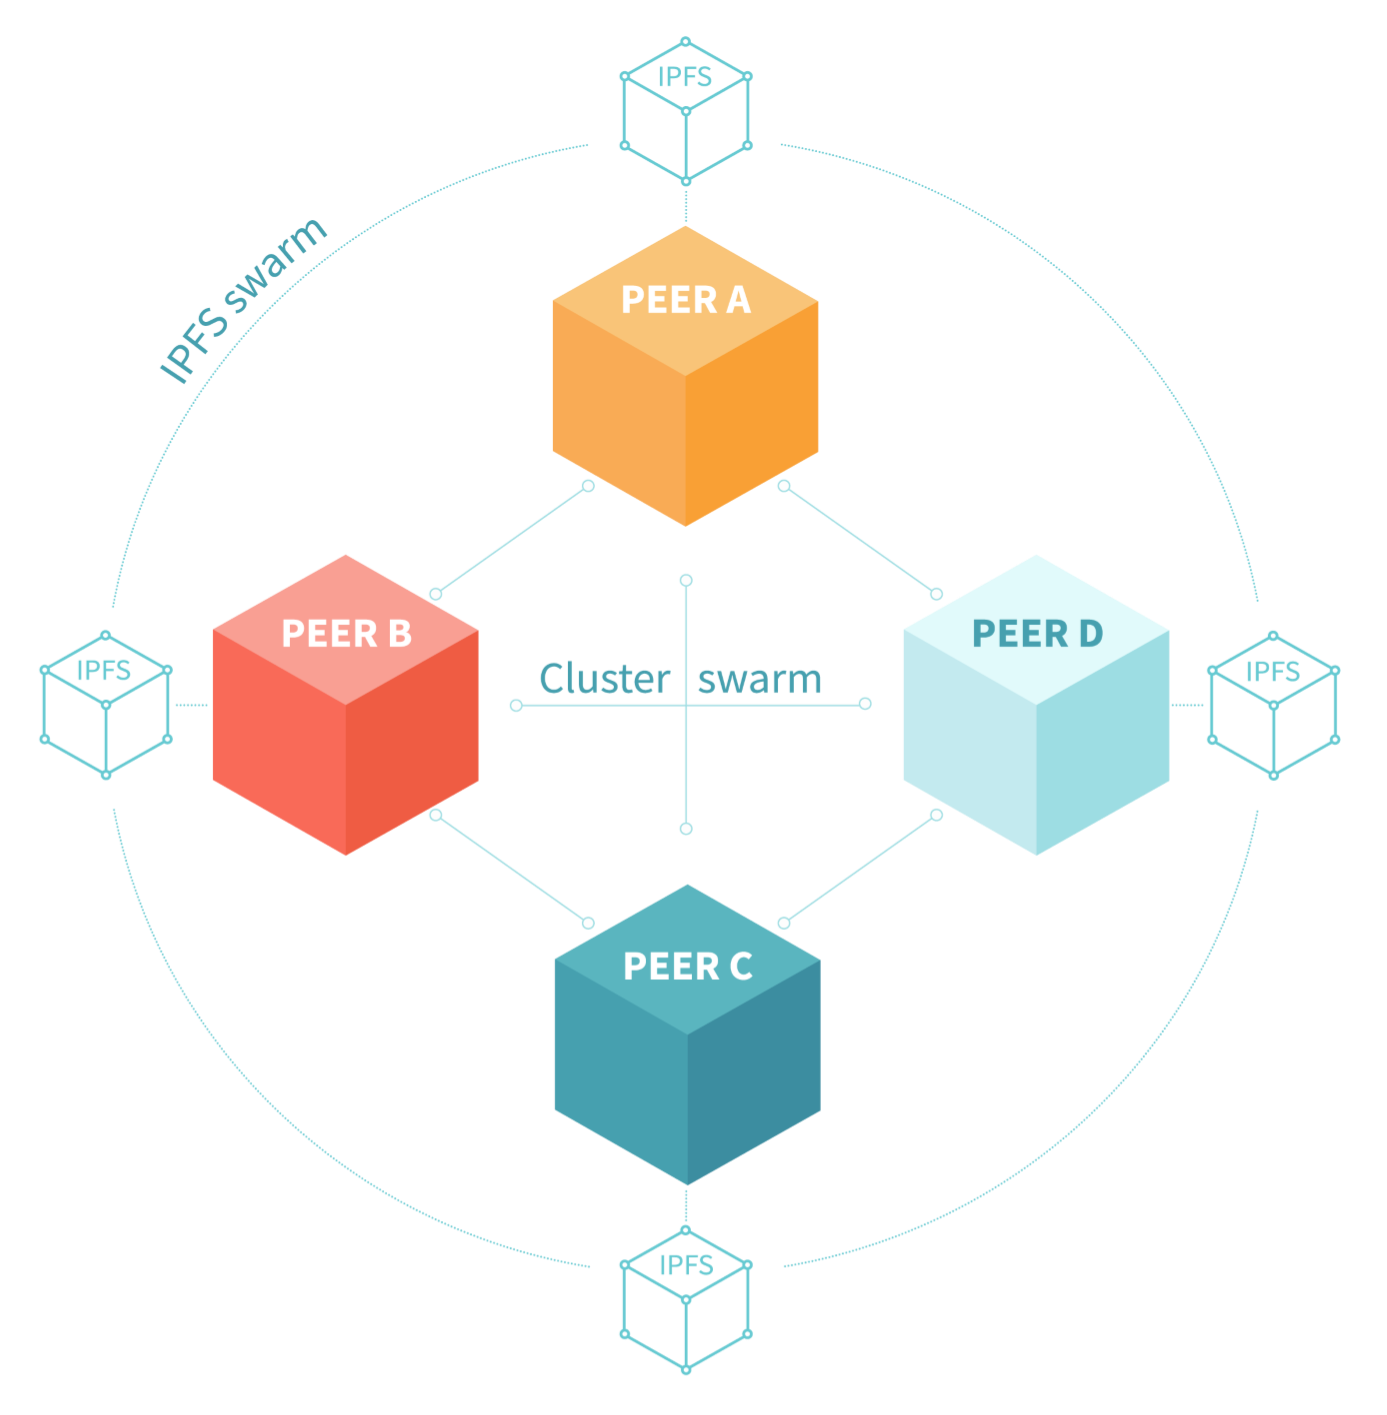 IPFS
IPFS swarm
PEER A
PEER B
PEER D
IPFS
Cluster swarm
IPFS
PEER C
IPFS